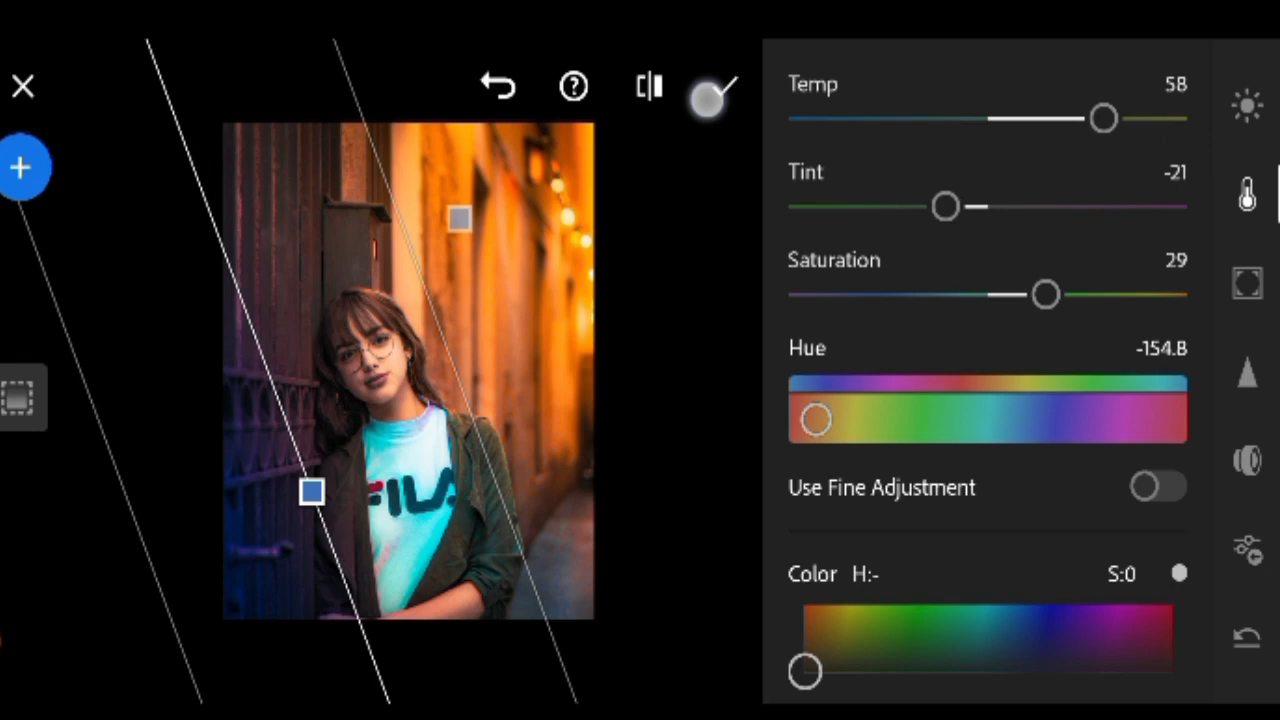 Temp 58
Tint -21
Saturation 29
Hue -154.8
Use Fine Adjustment
Color H:- S:0
FILA